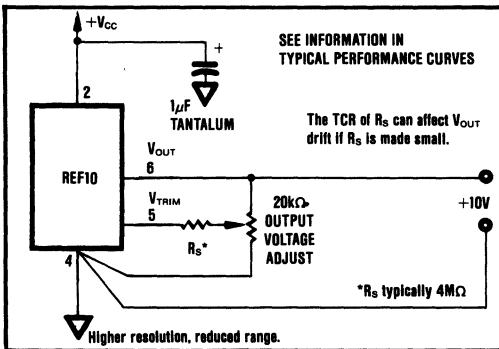 +VCC
SEE INFORMATION IN
TYPICAL PERFORMANCE CURVES
+
2
1µF
TANTALUM
The TCR of RS can affect VOUT
drift if RS is made small.
VOUT
6
REF10
VTRIM
5
20kΩ
OUTPUT
VOLTAGE
ADJUST
+10V
RS*
4
*RS typically 4MΩ
Higher resolution, reduced range.